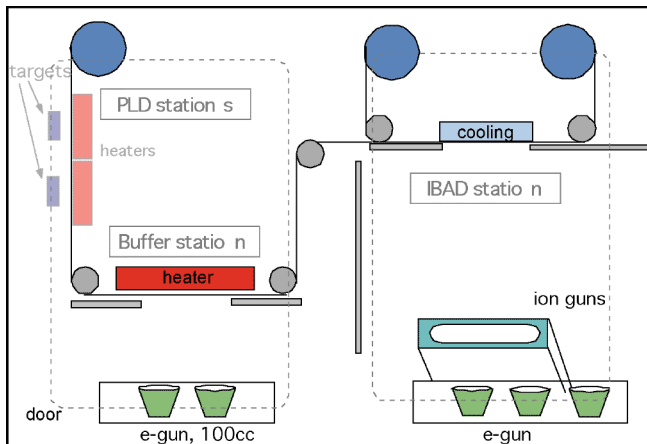 targets
PLD station s
heaters
cooling
IBAD statio n
Buffer statio n
heater
ion guns
door
e-gun, 100cc
e-gun